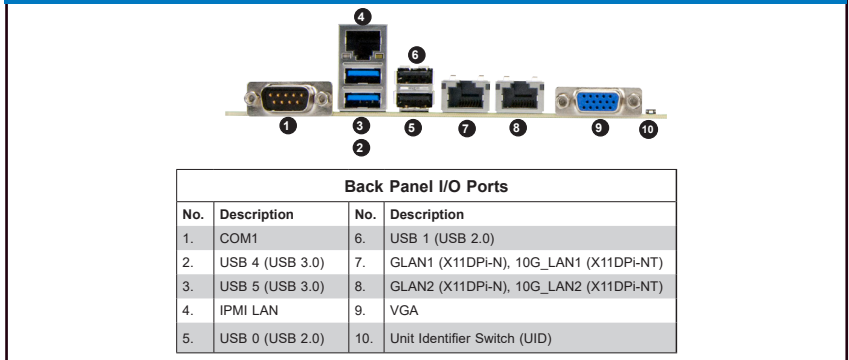 4
6
1
3
5
7
8
9
10
2
Back Panel I/O Ports
No. Description No. Description
1. COM1 6. USB 1 (USB 2.0)
2. USB 4 (USB 3.0) 7. GLAN1 (X11DPi-N), 10G_LAN1 (X11DPi-NT)
3. USB 5 (USB 3.0) 8. GLAN2 (X11DPi-N), 10G_LAN2 (X11DPi-NT)
4. IPMI LAN 9. VGA
5. USB 0 (USB 2.0) 10. Unit Identifier Switch (UID)